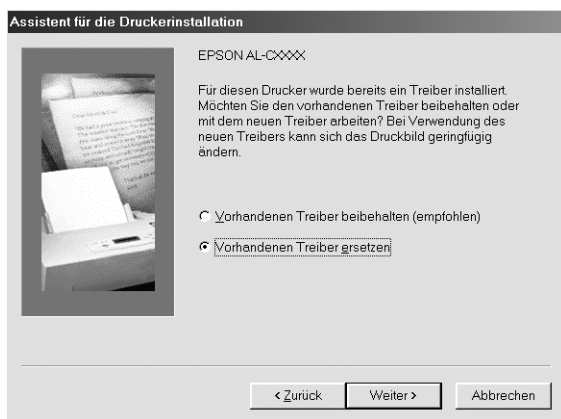 Assistent für die Druckerinstallation
EPSON AL-CXXXX
Für diesen Drucker wurde bereits ein Treiber installiert.
Möchten Sie den vorhandenen Treiber beibehalten oder
mit dem neuen Treiber arbeiten? Bei Verwendung des
neuen Treibers kann sich das Druckbild geringfügig
ändern.
Vorhandenen Treiber beibehalten (empfohlen)
Vorhandenen Treiber ersetzen
< Zurück
Weiter >
Abbrechen